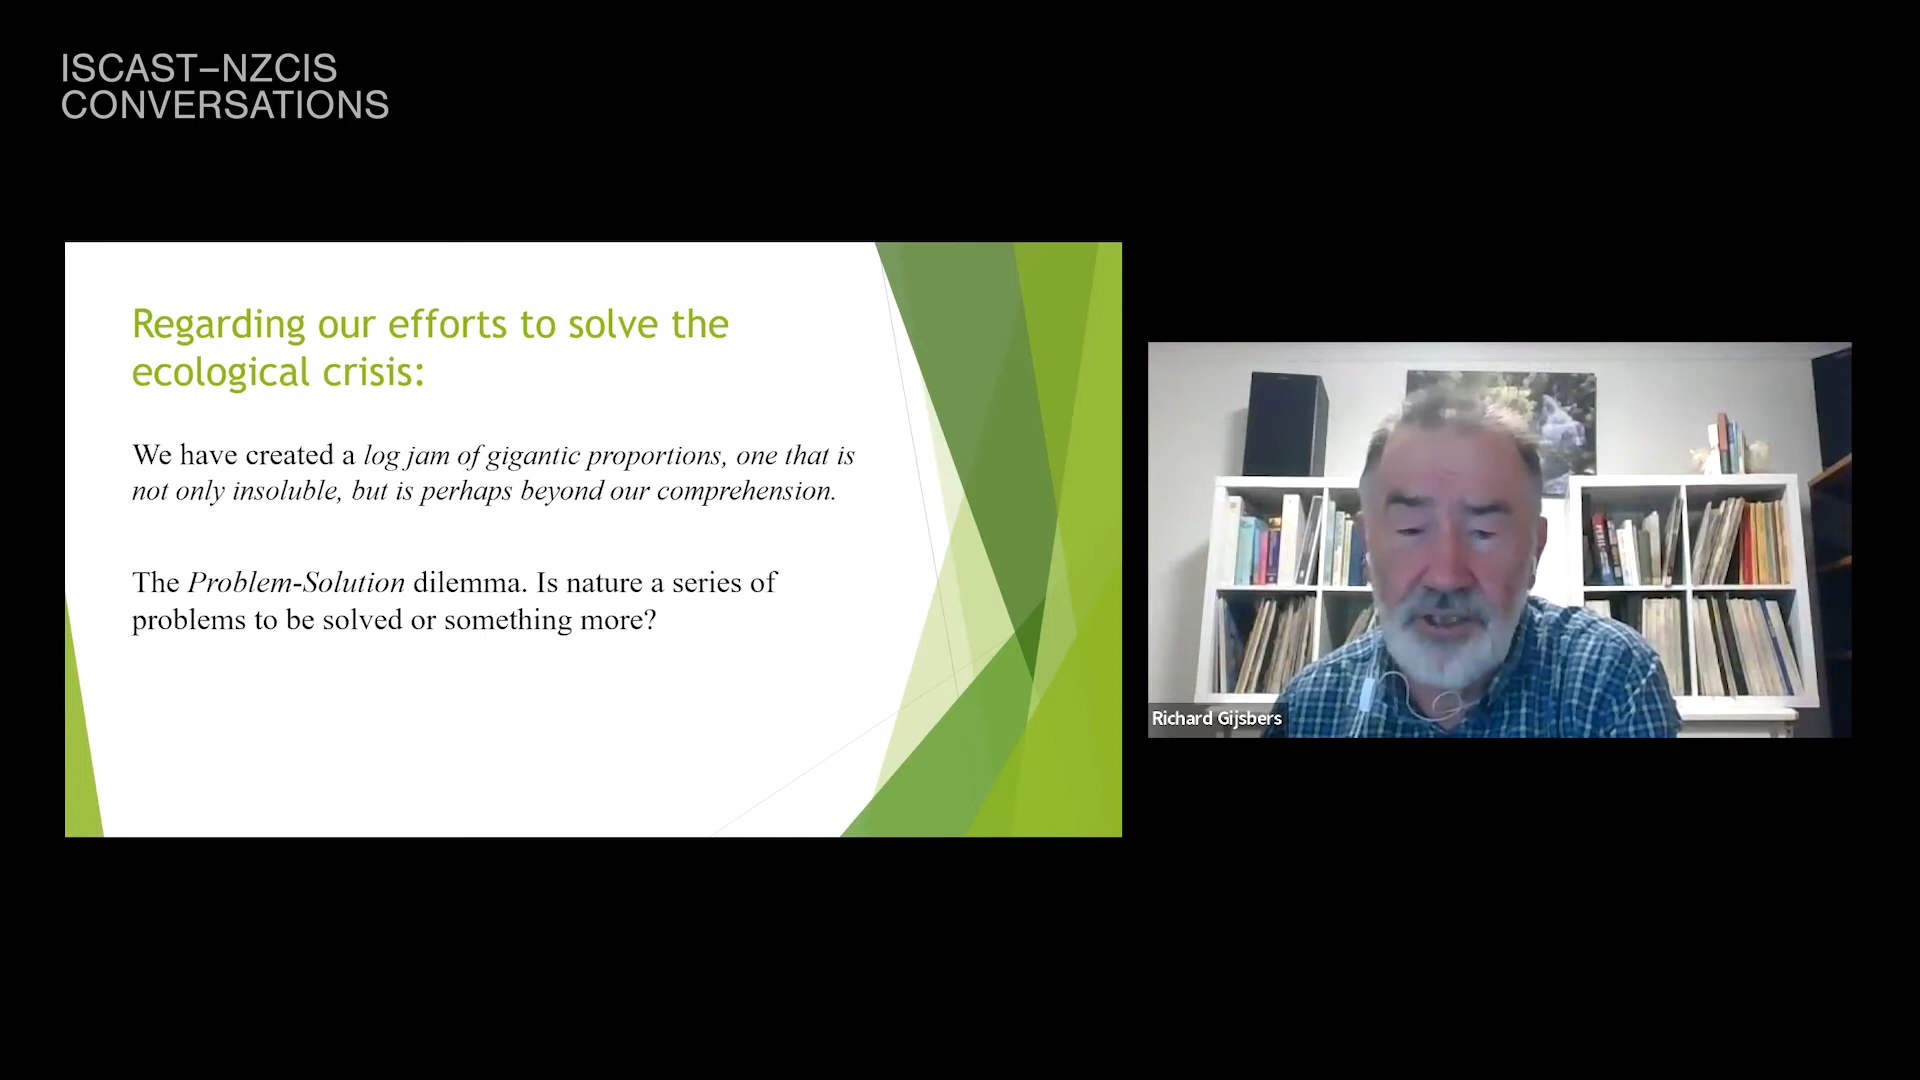 ISCAST–NZCIS
CONVERSATIONS
Regarding our efforts to solve the
ecological crisis:
We have created a log jam of gigantic proportions, one that is
not only insoluble, but is perhaps beyond our comprehension.
The Problem-Solution dilemma. Is nature a series of
problems to be solved or something more?
Richard Gijsbers